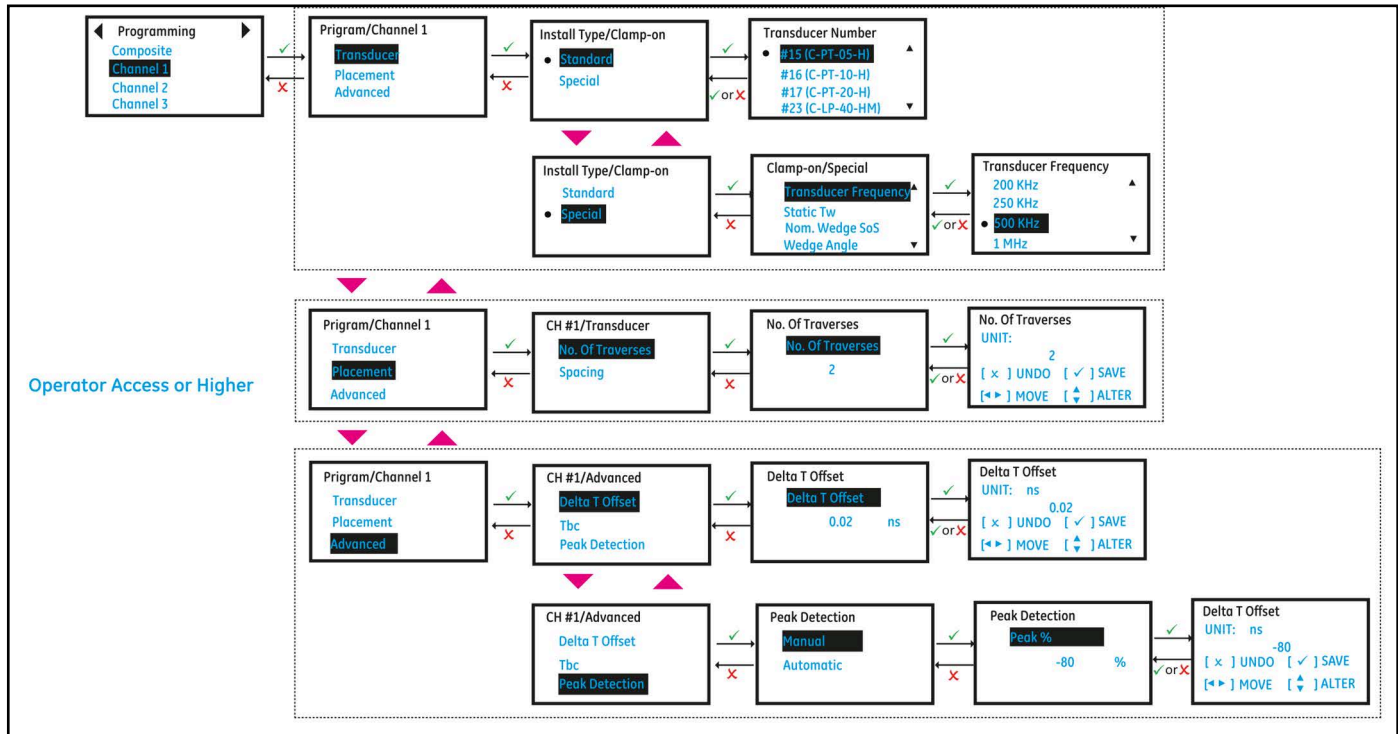 Programming
Composite
Channel 1
Channel 2
Channel 3
Prigram/Channel 1
Transducer
Placement
Advanced
Install Type/Clamp-on
Standard
Special
or
Transducer Number
#15 (C-PT-05-H)
#16 (C-PT-10-H)
#17 (C-PT-20-H)
#23 (C-LP-40-HM)
Install Type/Clamp-on
Standard
Special
Clamp-on/Special
Transducer Frequency
Static Tw
Nom. Wedge SoS
Wedge Angle
or
Transducer Frequency
200 KHz
250 KHz
500 KHz
1 MHz
Operator Access or Higher
Prigram/Channel 1
Transducer
Placement
Advanced
CH #1/Transducer
No. Of Traverses
Spacing
No. Of Traverses
No. Of Traverses
2
or
No. Of Traverses
UNIT:
2
[ x ] UNDO [ ✓ ] SAVE
[◄ ►] MOVE [▲▼] ALTER
Prigram/Channel 1
Transducer
Placement
Advanced
CH #1/Advanced
Delta T Offset
Tbc
Peak Detection
Delta T Offset
Delta T Offset
0.02 ns
or
Delta T Offset
UNIT: ns
0.02
[ x ] UNDO [ ✓ ] SAVE
[◄ ►] MOVE [▲▼] ALTER
CH #1/Advanced
Delta T Offset
Tbc
Peak Detection
Peak Detection
Manual
Automatic
Peak Detection
Peak %
-80 %
or
Delta T Offset
UNIT: ns
-80
[ x ] UNDO [ ✓ ] SAVE
[◄ ►] MOVE [▲▼] ALTER